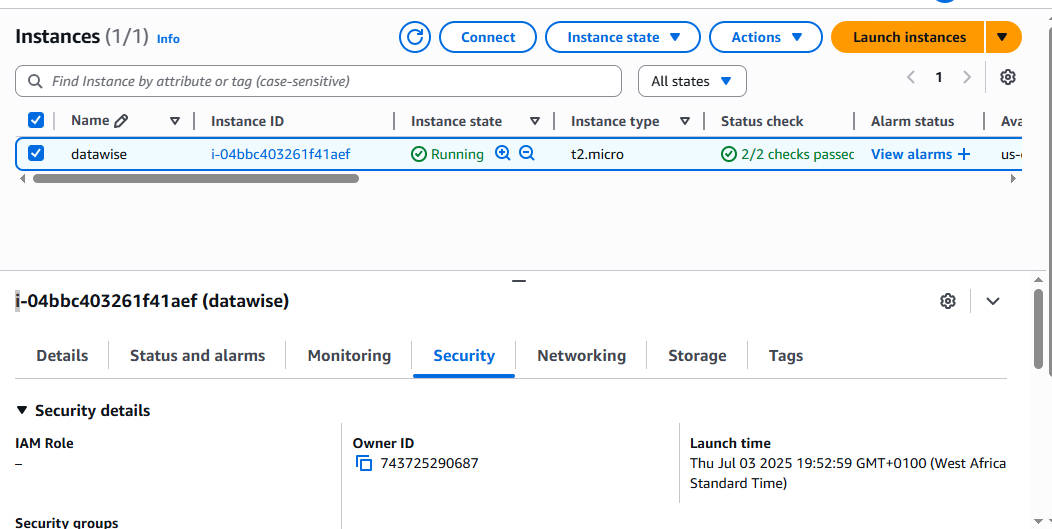 Instances (1/1) Info
Connect
Instance state
Actions
Launch instances
Find Instance by attribute or tag (case-sensitive)
All states
1
Name Instance ID Instance state Instance type Status check Alarm status
datawise i-04bbc403261f41aef Running t2.micro 2/2 checks View alarms +
i-04bbc403261f41aef (datawise)
Details Status and alarms Monitoring Security Networking Storage Tags
Security details
IAM Role Owner ID Launch time
– 743725290687 Thu Jul 03 2025 19:52:59 GMT+0100 (West Africa
Standard Time)
Security groups